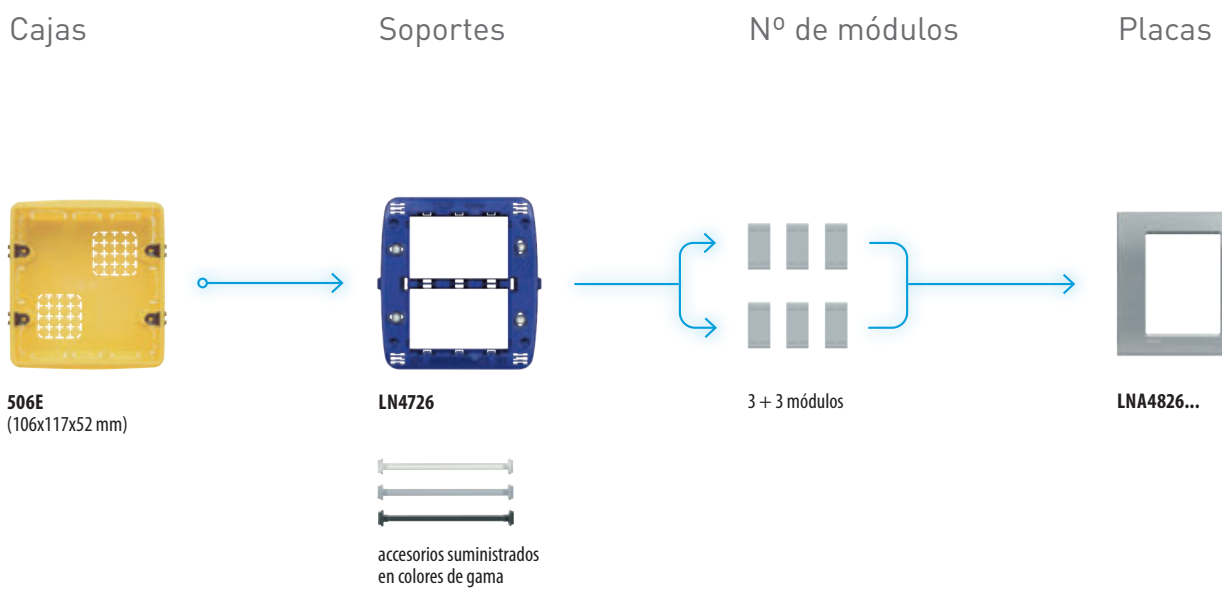 Cajas
Soportes
Nº de módulos
Placas
506E
(106x117x52 mm)
LN4726
3 + 3 módulos
LNA4826...
accesorios suministrados
en colores de gama